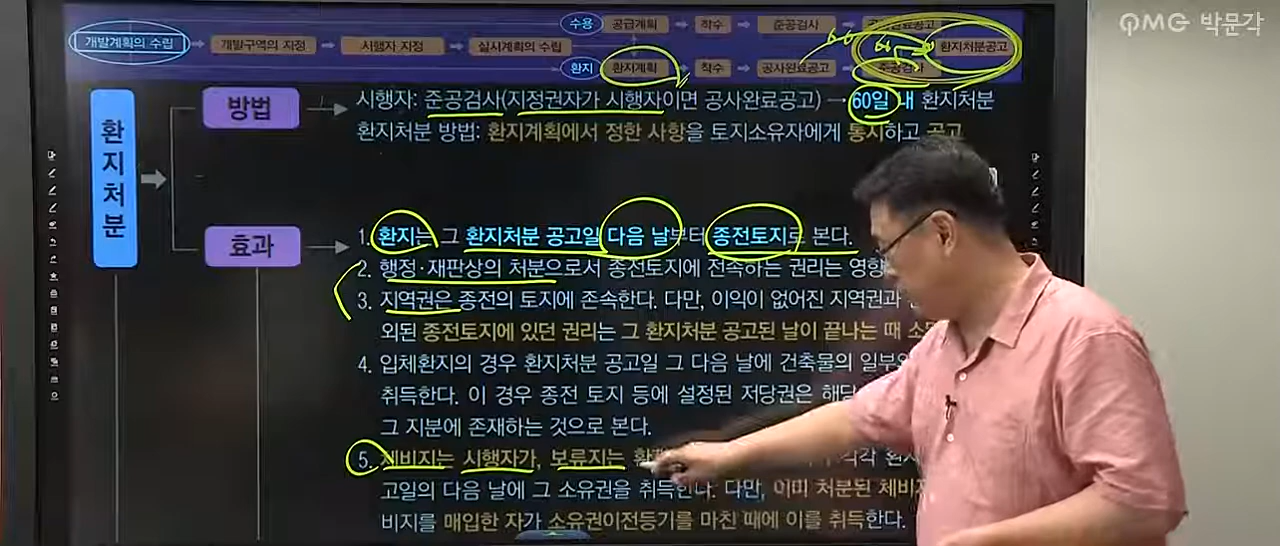 QMG 박문각
수용 공급계획 착수 준공검사
개발계획의 수립 개발구역의 지정 시행자 지정 실시계획의 수립 환지처분공고
환지 환지계획 착수 공사완료공고 준공검사
환지처분
방법
시행자: 준공검사(지정권자가 시행자이면 공사완료공고) → 60일 내 환지처분
환지처분 방법: 환지계획에서 정한 사항을 토지소유자에게 통지하고 공고
효과
1. 환지는 그 환지처분 공고일 다음 날부터 종전토지로 본다.
2. 행정·재판상의 처분으로서 종전토지에 전속하는 권리는 영향
3. 지역권은 종전의 토지에 존속한다. 다만, 이익이 없어진 지역권과
외된 종전토지에 있던 권리는 그 환지처분 공고된 날이 끝나는 때
4. 입체환지의 경우 환지처분 공고일 그 다음 날에 건축물의 일부
취득한다. 이 경우 종전 토지 등에 설정된 저당권은 해당
그 지분에 존재하는 것으로 본다.
5. 체비지는 시행자가, 보류지는 각각
고일의 다음 날에 그 소유권을 취득한다. 다만, 이미 처분된
비지를 매입한 자가 소유권이전등기를 마친 때에 이를 취득한다.